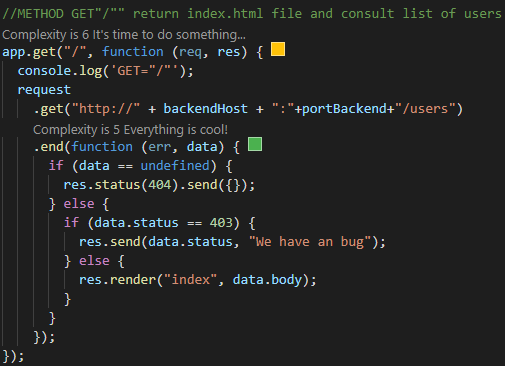 //METHOD GET"/"" return index.html file and consult list of users
Complexity is 6 It's time to do something...
app.get("/", function (req, res) {
  console.log('GET="/"');
  request
    .get("http://" + backendHost + ":"+portBackend+"/users")
    Complexity is 5 Everything is cool!
    .end(function (err, data) {
      if (data == undefined) {
        res.status(404).send({});
      } else {
        if (data.status == 403) {
          res.send(data.status, "We have an bug");
        } else {
          res.render("index", data.body);
        }
      }
    });
});